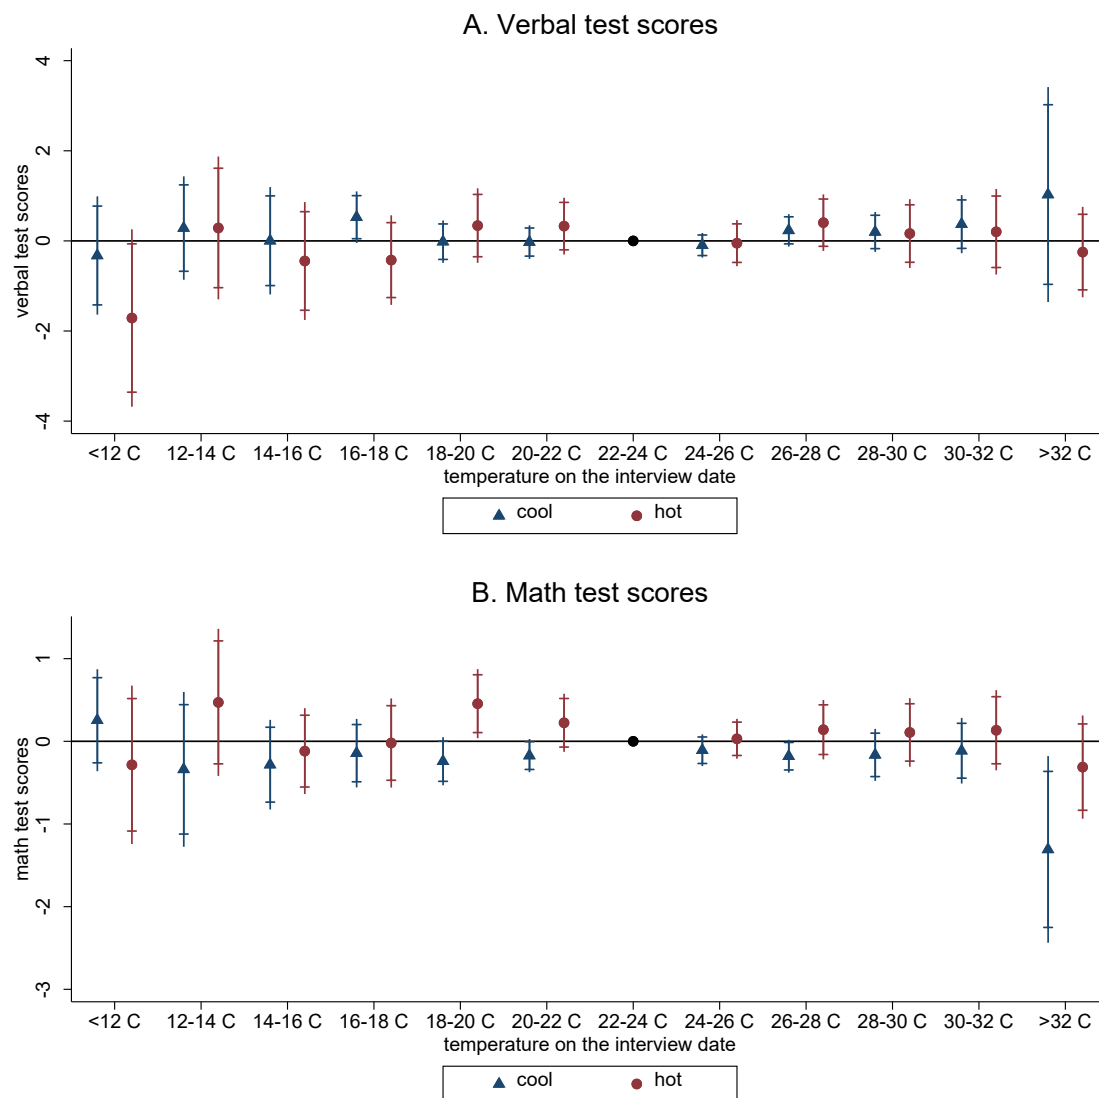 A. Verbal test scores
4
2
0
-2
-4
verbal test scores
<12 C 12-14 C 14-16 C 16-18 C 18-20 C 20-22 C 22-24 C 24-26 C 26-28 C 28-30 C 30-32 C >32 C
temperature on the interview date
cool hot
B. Math test scores
1
0
-1
-2
-3
math test scores
<12 C 12-14 C 14-16 C 16-18 C 18-20 C 20-22 C 22-24 C 24-26 C 26-28 C 28-30 C 30-32 C >32 C
temperature on the interview date
cool hot